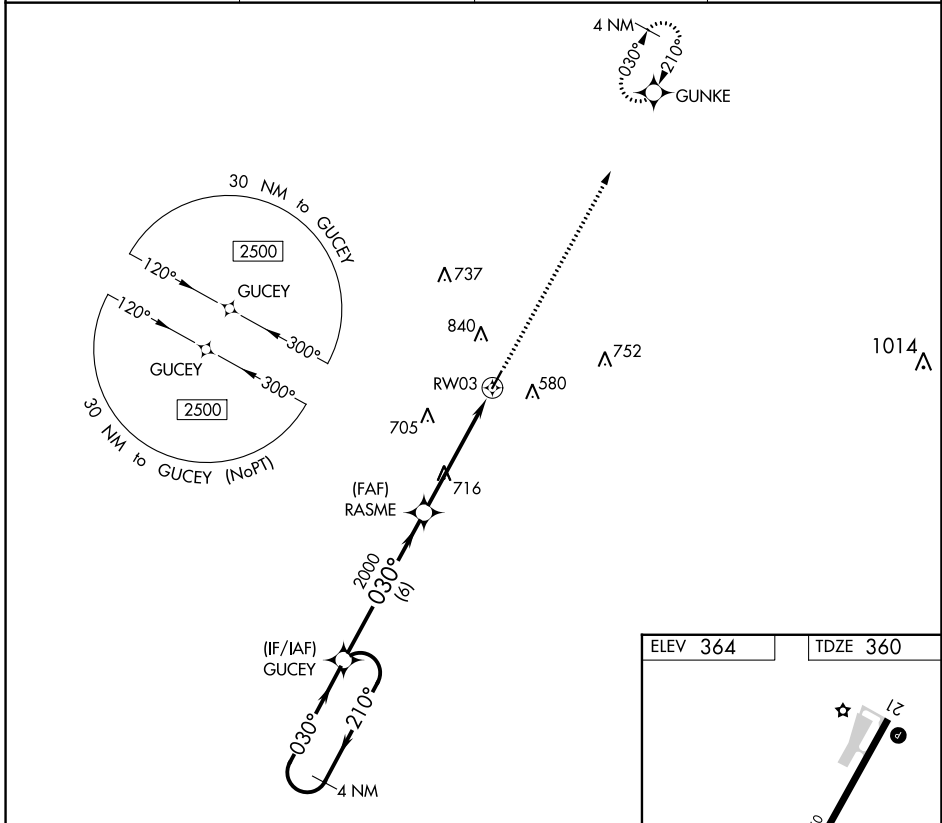 4 NM
030°
210°
GUNKE
30 NM to GUCEY
2500
120°
GUCEY
300°
120°
GUCEY
300°
2500
30 NM to GUCEY (NoPT)
737
840
752
1014
RW03
580
705
716
(FAF)
RASME
2000
030°
(6)
(IF/IAF)
GUCEY
030°
210°
4 NM
ELEV 364
TDZE 360
21
P